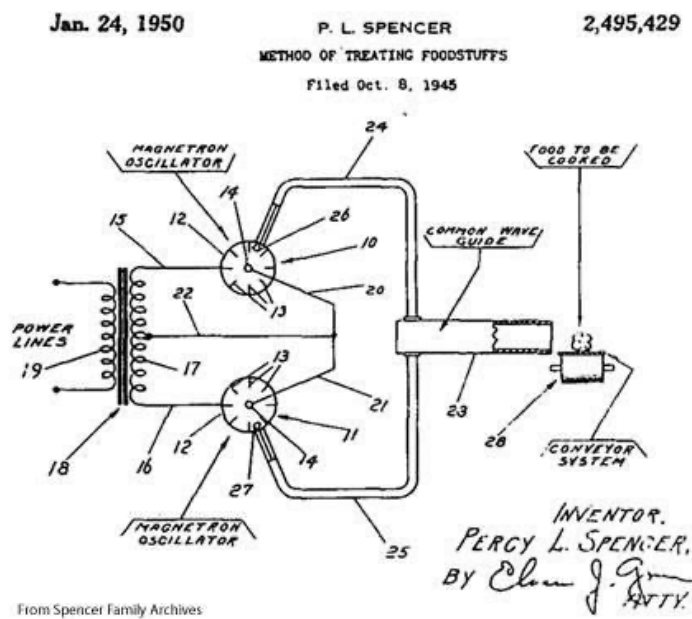 Jan. 24, 1950
P. L. SPENCER
2,495,429
METHOD OF TREATING FOODSTUFFS
Filed Oct. 8, 1945
24
MAGNETRON
OSCILLATOR
FOOD TO BE
COOKED
14
26
15
12
10
COMMON WAVE
GUIDE
13
20
22
POWER
LINES
19
17
13
21
23
28
12
11
18
16
14
CONVEYOR
SYSTEM
27
MAGNETRON
OSCILLATOR
25
INVENTOR.
PERCY L. SPENCER,
BY
ATTY.
From Spencer Family Archives